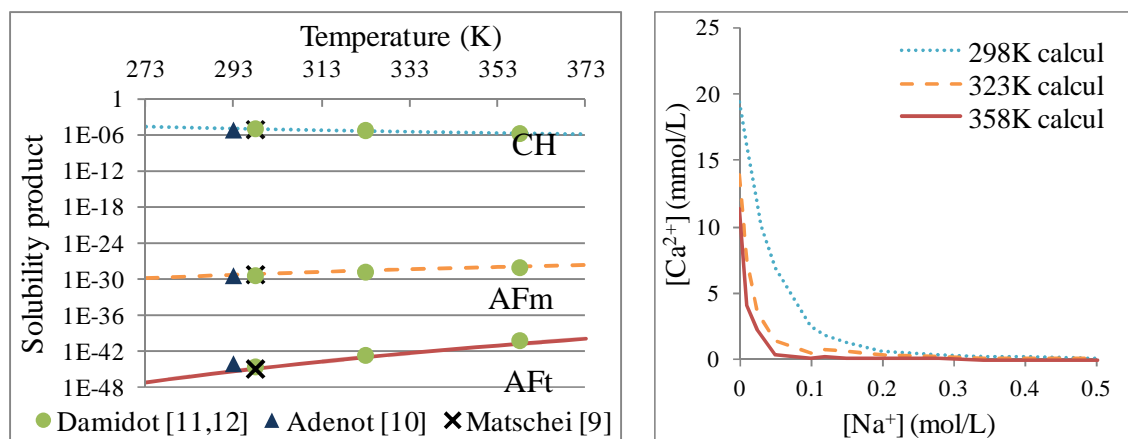 Temperature (K)
273 293 313 333 353 373
Solubility product
1
1E-06
1E-12
1E-18
1E-24
1E-30
1E-36
1E-42
1E-48
CH
AFm
AFt
Damidot [11,12] Adenot [10] Matschei [9]
[Ca²⁺] (mmol/L)
25
20
15
10
5
0
298K calcul
323K calcul
358K calcul
0 0.1 0.2 0.3 0.4 0.5
[Na⁺] (mol/L)